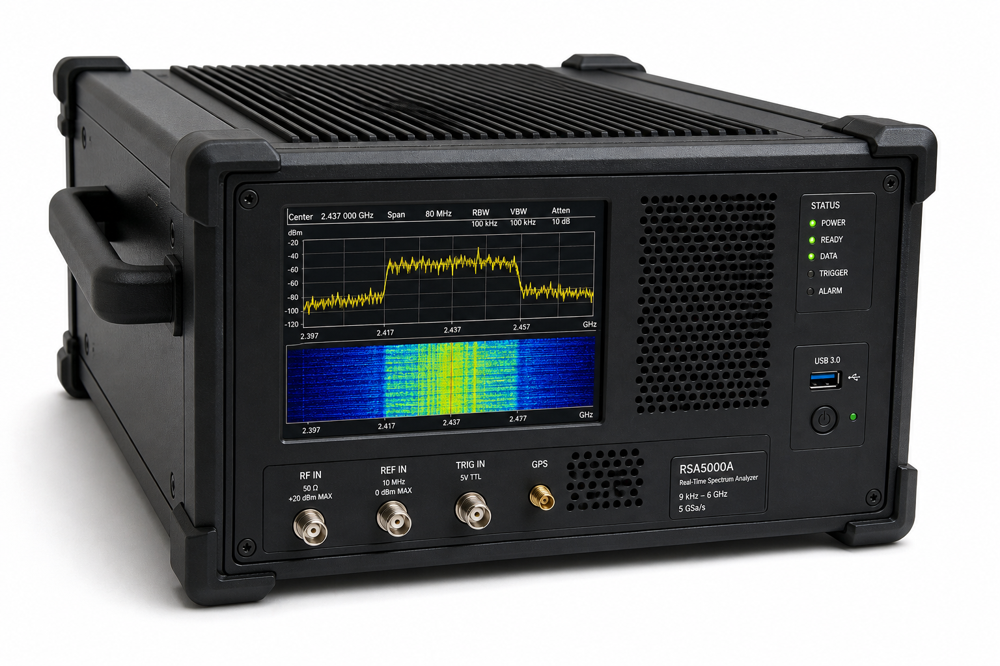 Center 2.437 000 GHz Span 80 MHz RBW VBW Atten
100 kHz 100 kHz 10 dB
dBm
-20
-40
-60
-60
-80
-100
-120
2.397 2.417 2.437 2.457 GHz
GHz
2.397 2.417 2.437 2.477
STATUS
POWER
READY
DATA
TRIGGER
ALARM
USB 3.0
RF IN
50 Ω
+20 dBm MAX
REF IN
10 MHz
0 dBm MAX
TRIG IN
5V TTL
GPS
RSA5000A
Real-Time Spectrum Analyzer
9 kHz – 6 GHz
5 GSa/s